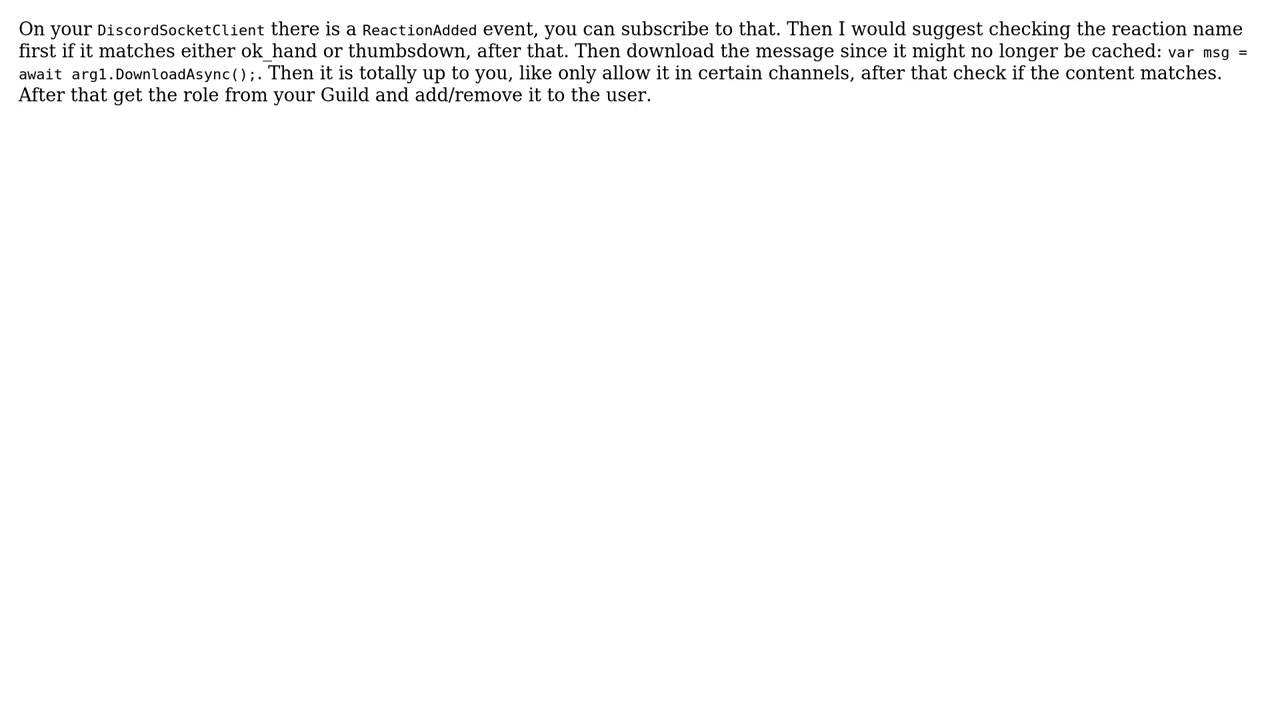 On your DiscordSocketClient there is a ReactionAdded event, you can subscribe to that. Then I would suggest checking the reaction name
first if it matches either ok_hand or thumbsdown, after that. Then download the message since it might no longer be cached: var msg =
await arg1.DownloadAsync();. Then it is totally up to you, like only allow it in certain channels, after that check if the content matches.
After that get the role from your Guild and add/remove it to the user.